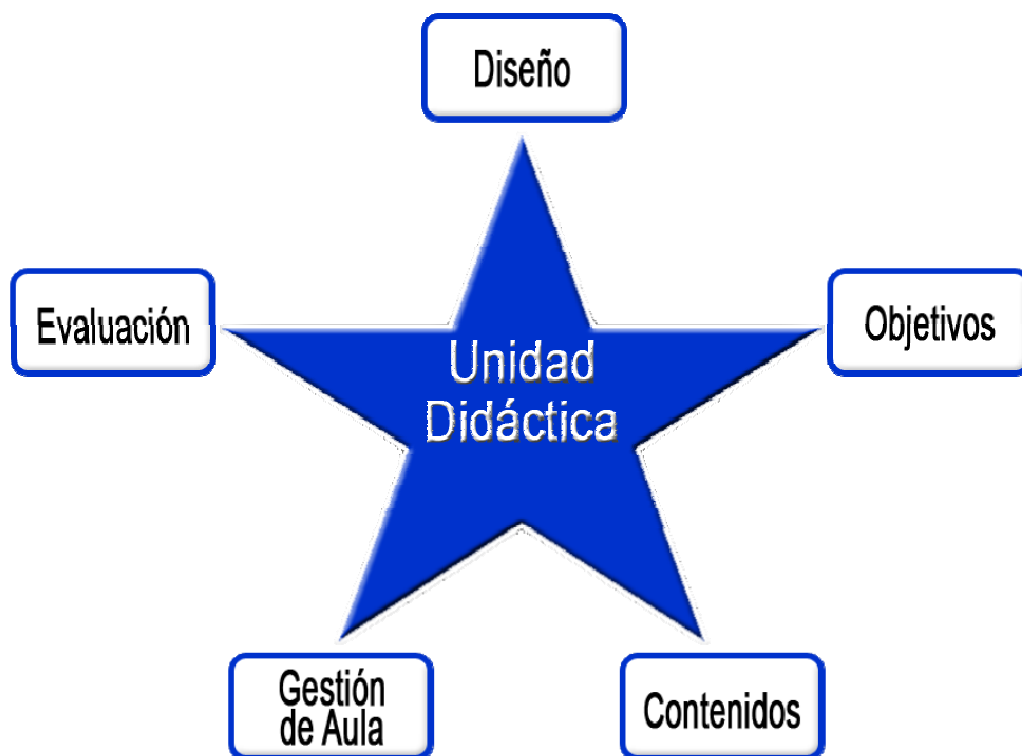 Diseño
Evaluación
Objetivos
Unidad
Didáctica
Gestión
de Aula
Contenidos